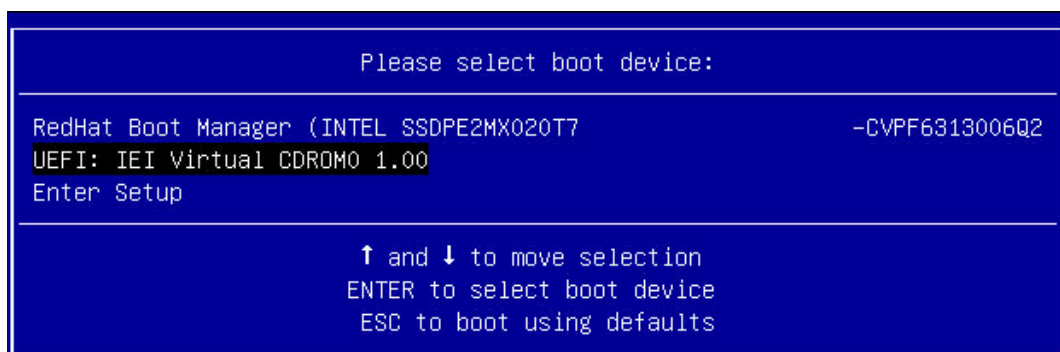 Please select boot device:
RedHat Boot Manager (INTEL SSDPE2MX020T7 -CVPF6313006Q2
UEFI: IEI Virtual CDROM0 1.00
Enter Setup
↑ and ↓ to move selection
ENTER to select boot device
ESC to boot using defaults